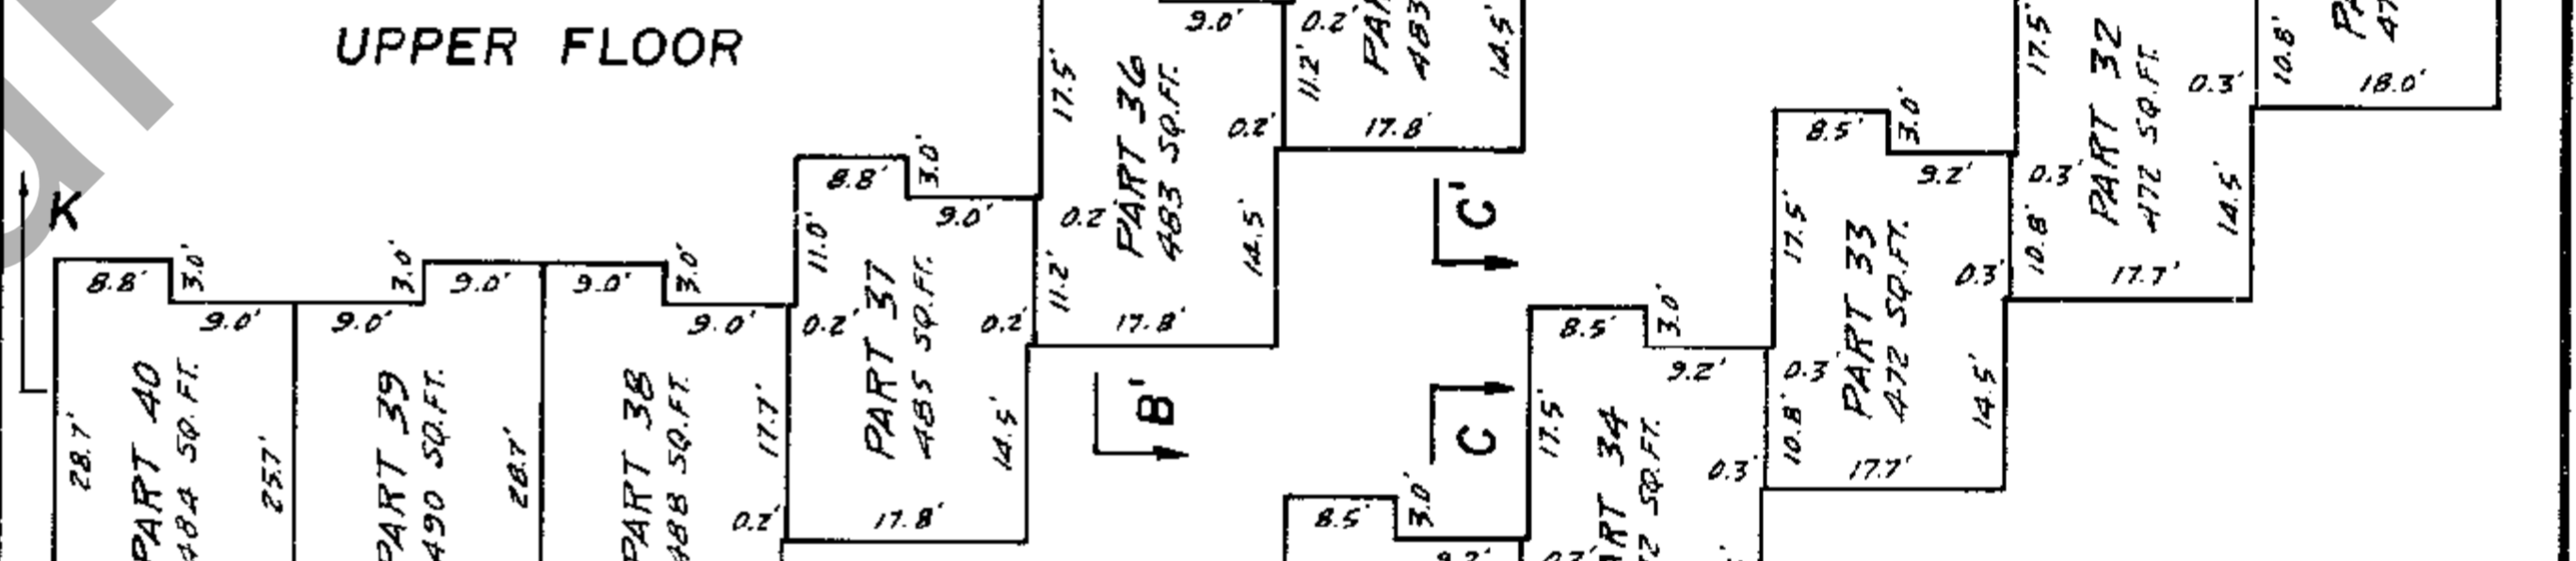 UPPER FLOOR
K
8.8'
3.0'
9.0'
28.7'
PART 40
484 SQ.FT.
25.7'
9.0'
3.0'
9.0'
PART 39
490 SQ.FT.
28.7'
9.0'
3.0'
9.0'
PART 38
488 SQ.FT.
17.7'
0.2'
8.8'
3.0'
9.0'
11.0'
0.2'
PART 37
485 SQ.FT.
0.2'
14.5'
17.8'
17.5'
9.0'
PART 36
483 SQ.FT.
0.2'
0.2'
11.2'
14.5'
17.8'
B'
0.2'
11.2'
483
14.5'
17.8'
C'
C
8.5'
3.0'
9.2'
8.5'
3.0'
9.2'
17.5'
PART 34
SQ.FT.
0.3'
8.5'
3.0'
9.2'
17.5'
0.3'
PART 33
472 SQ.FT.
0.3'
10.8'
14.5'
17.7'
17.5'
PART 32
472 SQ.FT.
0.3'
0.3'
10.8'
14.5'
17.7'
10.8'
18.0'